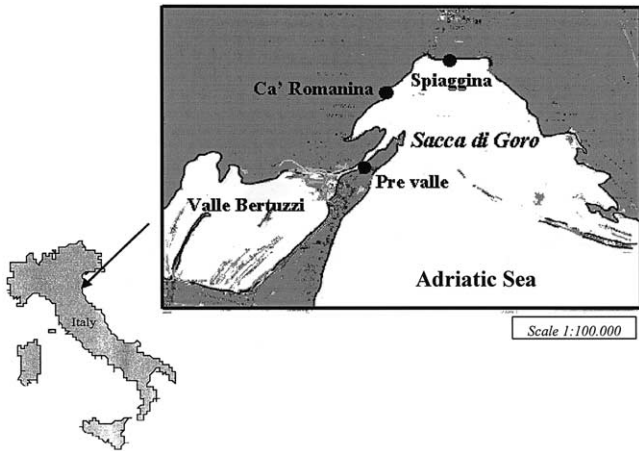 Spiaggina
Ca' Romanina
Sacca di Goro
Pre valle
Valle Bertuzzi
Adriatic Sea
Italy
Scale 1:100.000